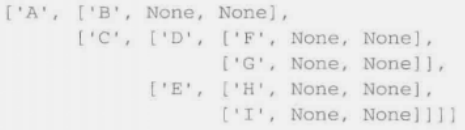 ['A', ['B', None, None],
['C', ['D', ['F', None, None],
['G', None, None]],
['E', ['H', None, None],
['I', None, None]]]]